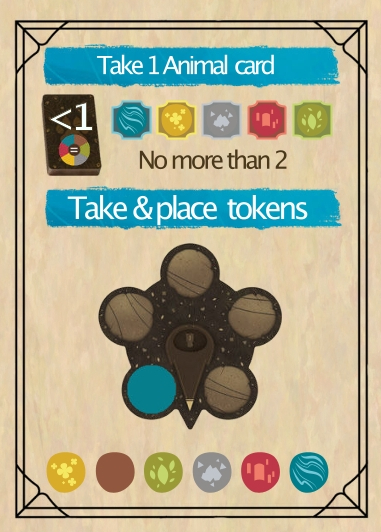 Take 1 Animal card
<1
=
No more than 2
Take & place tokens